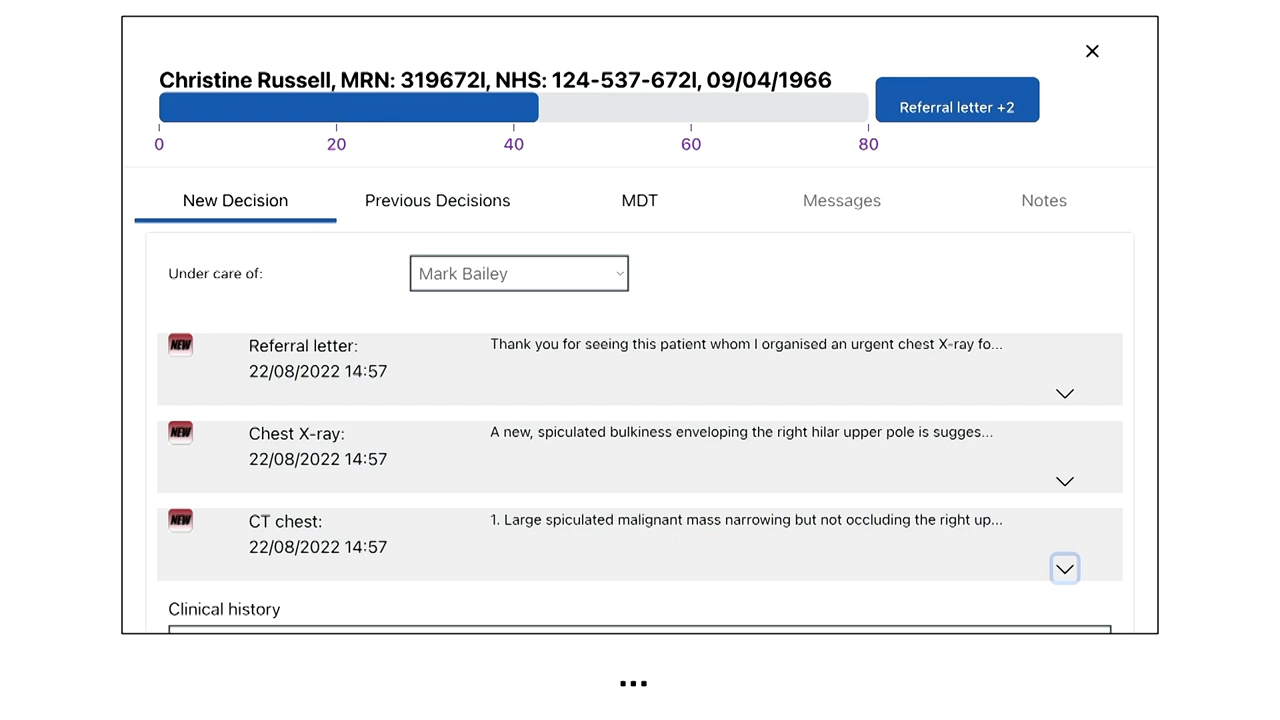 Christine Russell, MRN: 319672I, NHS: 124-537-672I, 09/04/1966
Referral letter +2
0 20 40 60 80
New Decision Previous Decisions MDT Messages Notes
Under care of: Mark Bailey
NEW Referral letter: Thank you for seeing this patient whom I organised an urgent chest X-ray fo...
22/08/2022 14:57
NEW Chest X-ray: A new, spiculated bulkiness enveloping the right hilar upper pole is sugges...
22/08/2022 14:57
NEW CT chest: 1. Large spiculated malignant mass narrowing but not occluding the right up...
22/08/2022 14:57
Clinical history
...